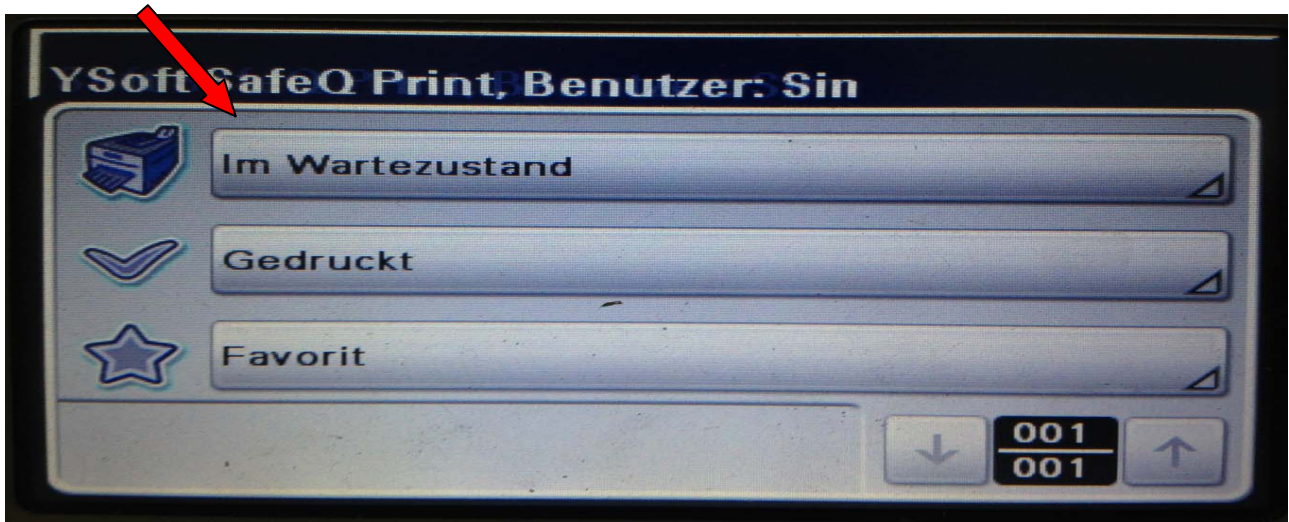 YSoft SafeQ Print, Benutzer: Sin
Im Wartezustand
Gedruckt
Favorit
001
001